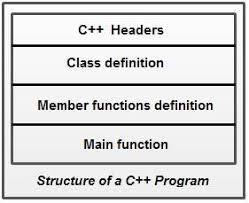 C++ Headers
Class definition
Member functions definition
Main function
Structure of a C++ Program